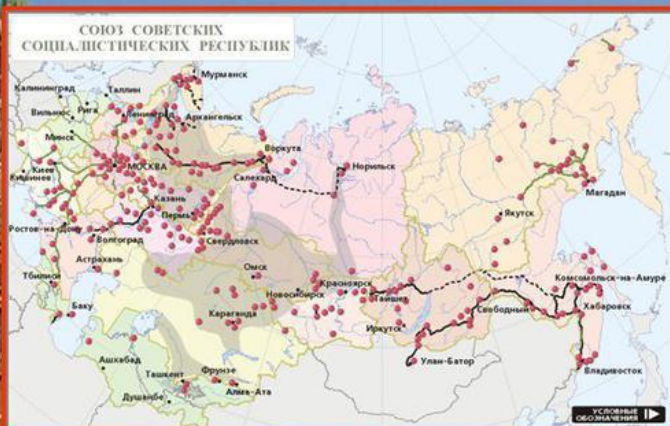 СОЮЗ СОВЕТСКИХ
СОЦИАЛИСТИЧЕСКИХ РЕСПУБЛИК
Мурманск
Калининград
Таллин
Вильнюс
Рига
Ленинград
Архангельск
Минск
Воркута
Норильск
МОСКВА
Киев
Кишинев
Салехард
Магадан
Казань
Пермь
Якутск
Ростов-на-Дону
Волгоград
Свердловск
Астрахань
Омск
Комсомольск-на-Амуре
Тбилиси
Новосибирск
Красноярск
Тайшет
Баку
Караганда
Свободный
Хабаровск
Иркутск
Улан-Батор
Ашхабад
Ташкент
Фрунзе
Владивосток
Душанбе
Алма-Ата
УСЛОВНЫЕ
ОБОЗНАЧЕНИЯ